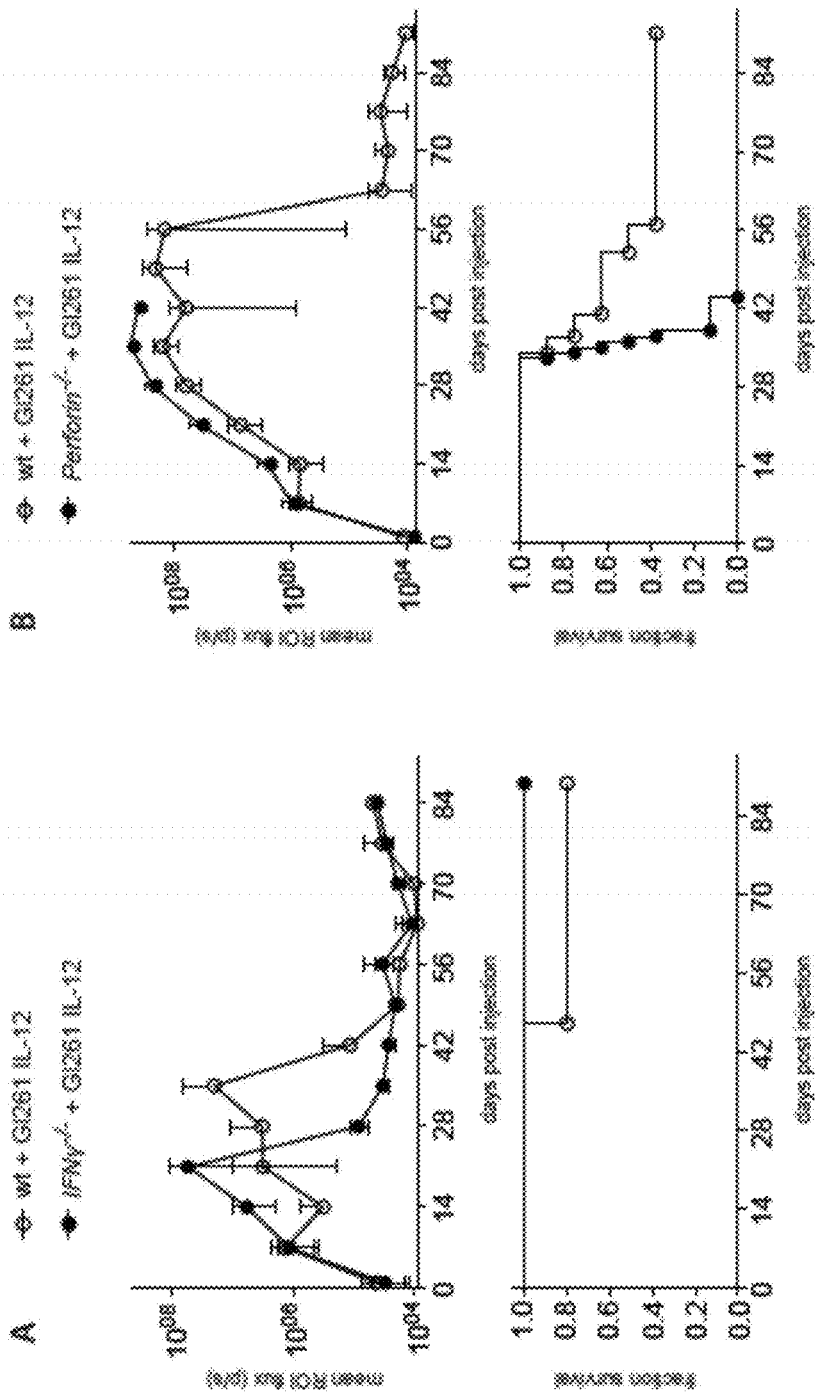 A
wt + Gl261 IL-12
IFNγ-/- + Gl261 IL-12
mean ROI flux (p/s)
10^08
10^06
10^04
0 14 28 42 56 70 84
days post injection
fraction survival
1.0
0.8
0.6
0.4
0.2
0.0
0 14 28 42 56 70 84
days post injection
B
wt + Gl261 IL-12
Perforin-/- + Gl261 IL-12
mean ROI flux (p/s)
10^08
10^06
10^04
0 14 28 42 56 70 84
days post injection
fraction survival
1.0
0.8
0.6
0.4
0.2
0.0
0 14 28 42 56 70 84
days post injection